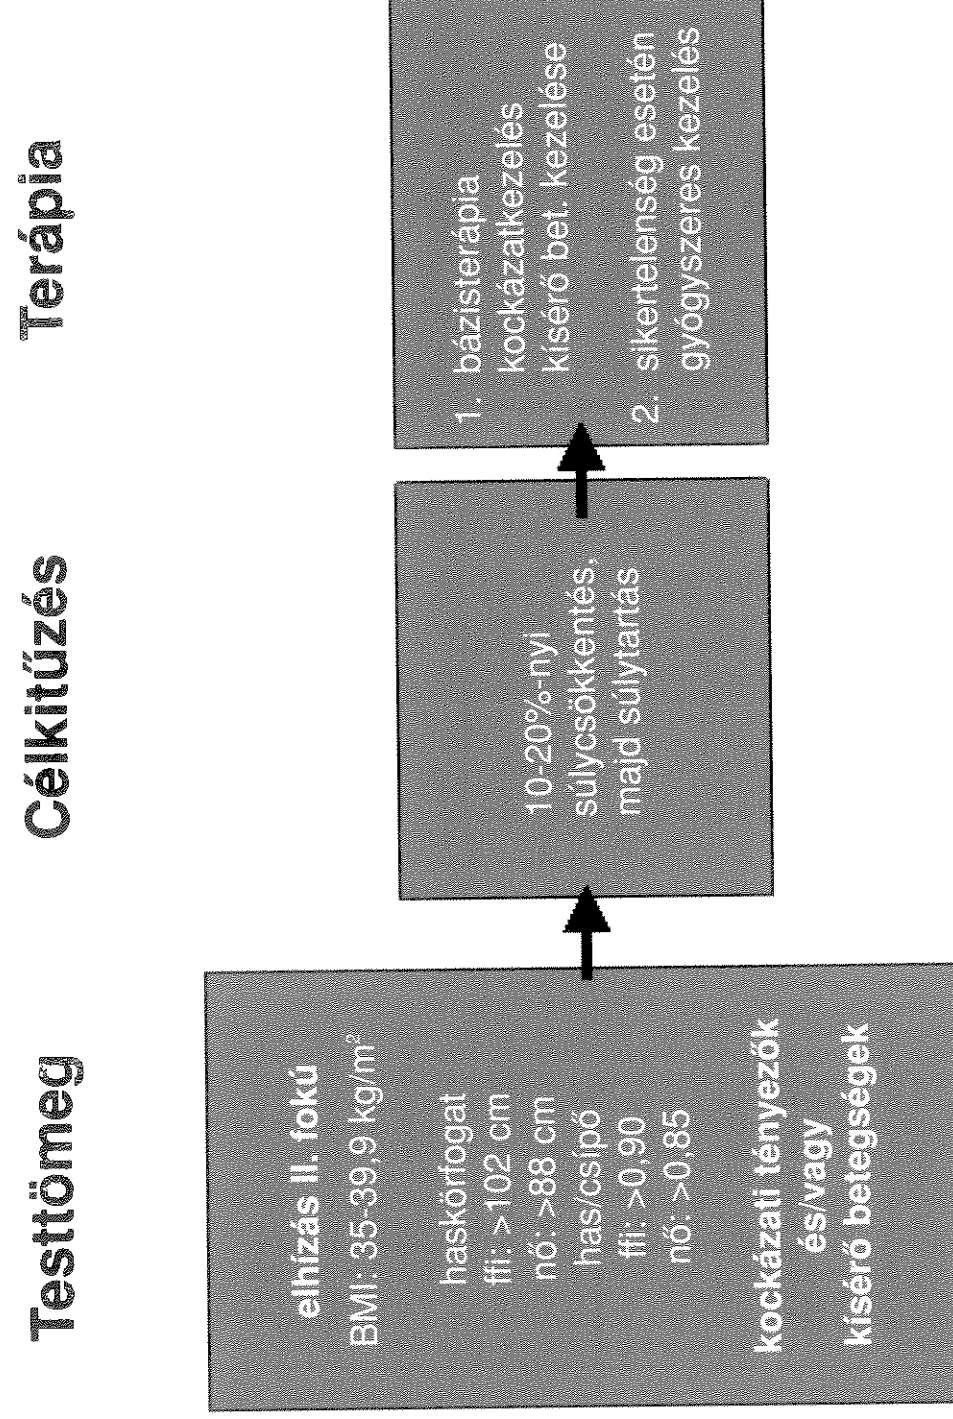 Testtömeg
Célkitűzés
Terápia
elhízás II. fokú
BMI: 35-39,9 kg/m²
haskörfogat
ffi: >102 cm
nő: >88 cm
has/csípő
ffi: >0,90
nő: >0,85
kockázati tényezők
és/vagy
kísérő betegségek
10-20%-nyi
súlycsökkentés,
majd súlytartás
1. bázisterápia
kockázatkezelés
kísérő bet. kezelése
2. sikertelenség esetén
gyógyszeres kezelés